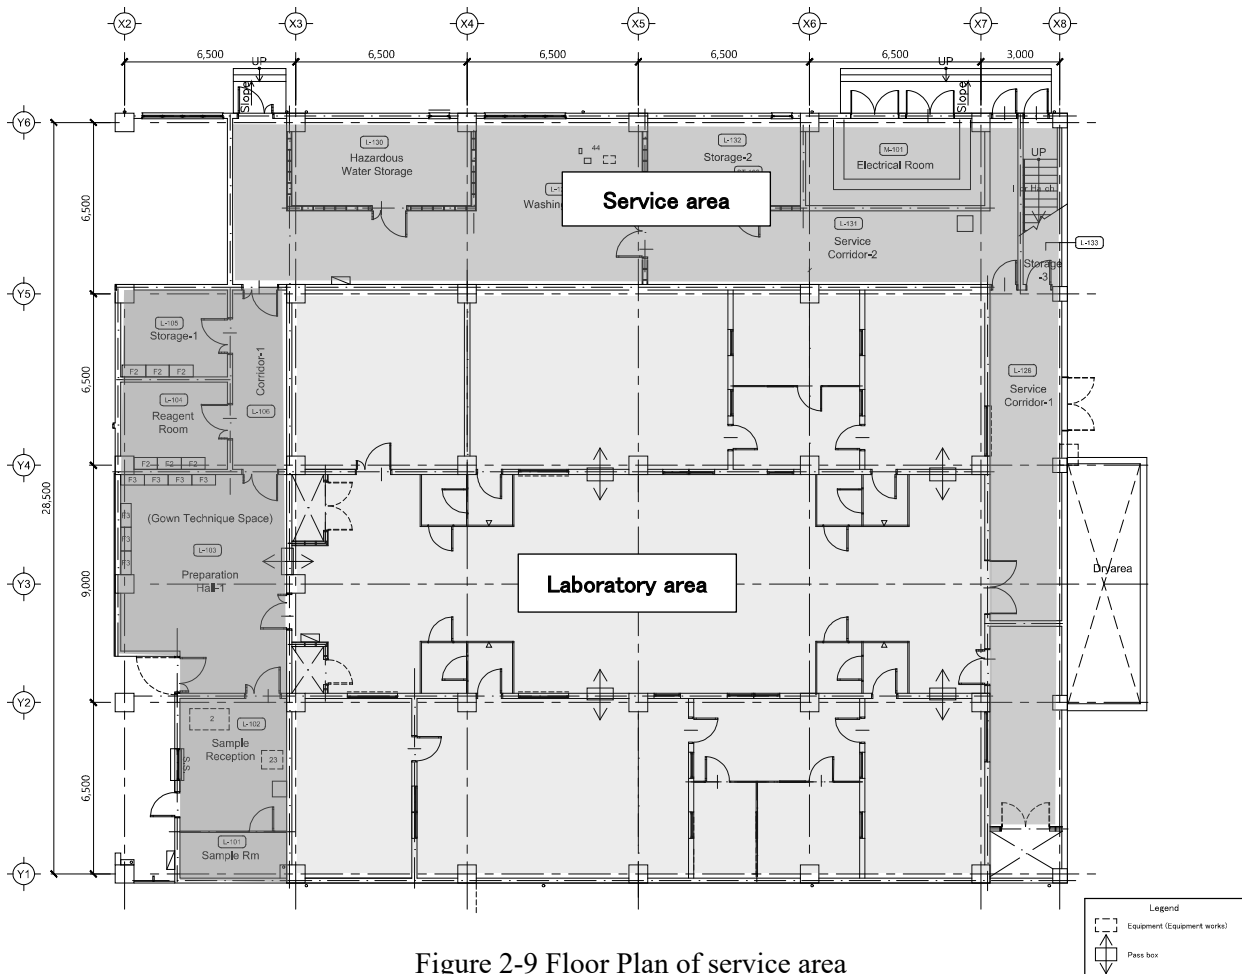 X2 X3 X4 X5 X6 X7 X8
6,500 6,500 6,500 6,500 6,500 3,000
UP UP
Slope Slope
Y6
L-130 44 L-132 M-101
Hazardous Storage-2 Electrical Room UP
Water Storage
6,500
Service area
L-131
Service
Corridor-2
L-133
Storage
-3
Y5
L-105
Storage-1
Corridor-1
F2 F2 F2
6,500
L-104
Reagent
Room
L-106
L-128
Service
Corridor-1
F2 F2 F2
Y4
F3 F3 F3 F3
28,500
(Gown Technique Space)
F3
F3
F3
L-103
Preparation
Hall-1
Laboratory area
Dryarea
Y3
9,000
Y2
2
L-102
Sample
Reception
23
S.S.
6,500
L-101
Sample Rm
Y1
Legend
Equipment (Equipment works)
Pass box
Figure 2-9 Floor Plan of service area